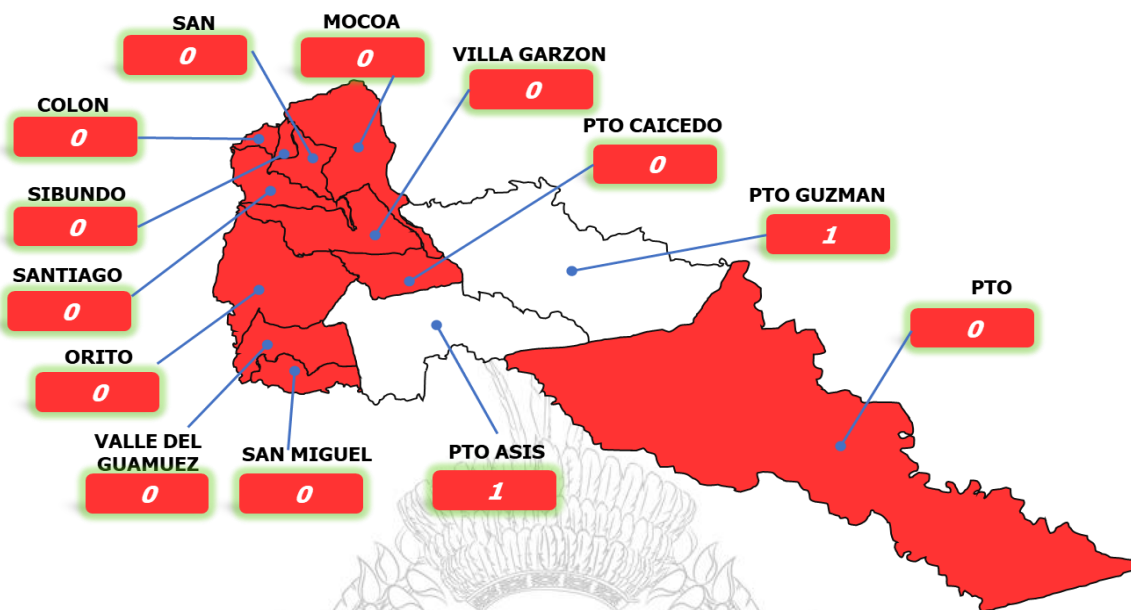 SAN
0
MOCOA
0
VILLA GARZON
0
COLON
0
PTO CAICEDO
0
SIBUNDO
0
PTO GUZMAN
1
SANTIAGO
0
PTO
0
ORITO
0
VALLE DEL
GUAMUEZ
0
SAN MIGUEL
0
PTO ASIS
1